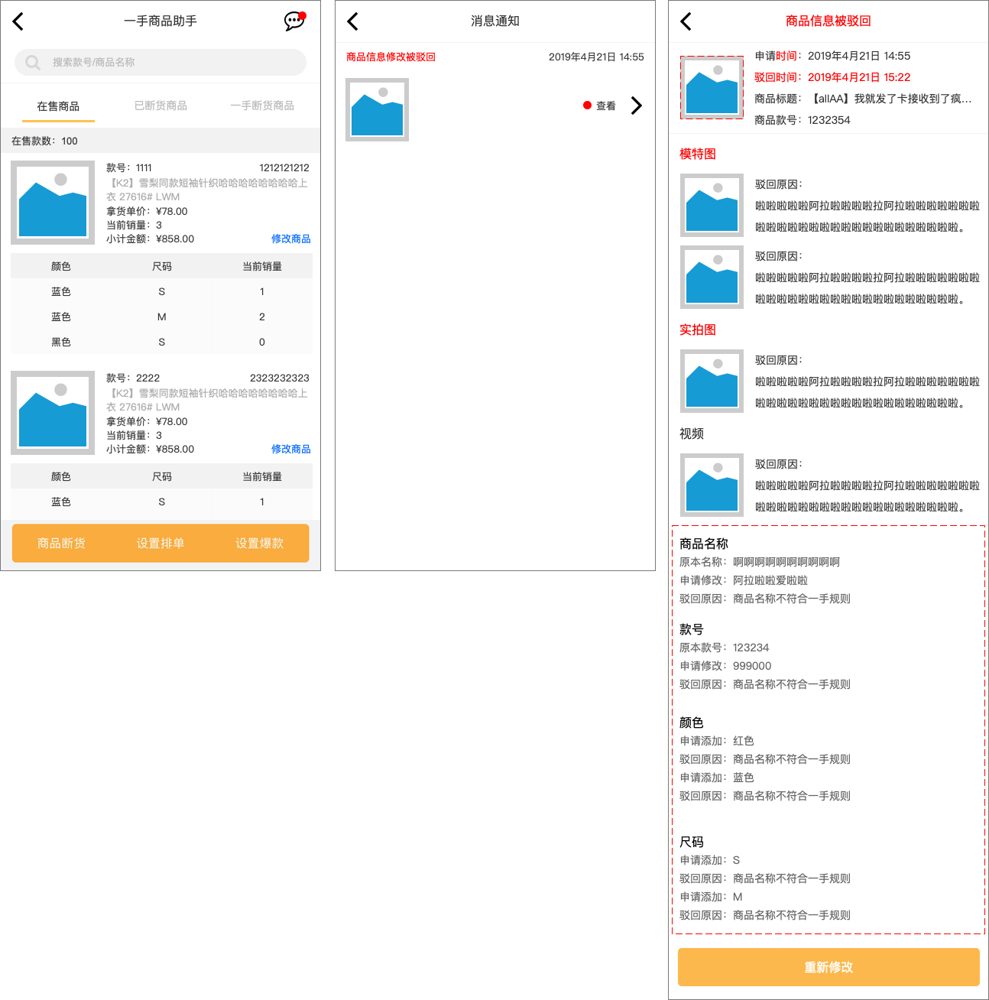 一手商品助手
搜索款号/商品名称
在售商品 已断货商品 一手断货商品
在售款数：100
款号：1111 1212121212
【K2】雪梨同款短袖针织哈哈哈哈哈哈哈哈上
衣 27616# LWM
拿货单价：¥78.00
当前销量：3
小计金额：¥858.00 修改商品
颜色 尺码 当前销量
蓝色 S 1
蓝色 M 2
黑色 S 0
款号：2222 2323232323
【K2】雪梨同款短袖针织哈哈哈哈哈哈哈哈上
衣 27616# LWM
拿货单价：¥78.00
当前销量：3
小计金额：¥858.00 修改商品
颜色 尺码 当前销量
蓝色 S 1
商品断货 设置排单 设置爆款
消息通知
商品信息修改被驳回 2019年4月21日 14:55
查看
商品信息被驳回
申请时间：2019年4月21日 14:55
驳回时间：2019年4月21日 15:22
商品标题：【allAA】我就发了卡接收到了疯...
商品款号：1232354
模特图
驳回原因：
啦啦啦啦啦阿拉啦啦啦啦拉阿拉啦啦啦啦啦啦啦
啦啦啦啦啦啦啦啦啦啦啦啦啦啦啦啦啦啦啦。
驳回原因：
啦啦啦啦啦阿拉啦啦啦啦拉阿拉啦啦啦啦啦啦啦
啦啦啦啦啦啦啦啦啦啦啦啦啦啦啦啦啦啦啦。
实拍图
驳回原因：
啦啦啦啦啦阿拉啦啦啦啦拉阿拉啦啦啦啦啦啦啦
啦啦啦啦啦啦啦啦啦啦啦啦啦啦啦啦啦啦啦。
视频
驳回原因：
啦啦啦啦啦阿拉啦啦啦啦拉阿拉啦啦啦啦啦啦啦
啦啦啦啦啦啦啦啦啦啦啦啦啦啦啦啦啦啦啦。
商品名称
原本名称：啊啊啊啊啊啊啊啊啊啊
申请修改：阿拉啦啦爱啦啦
驳回原因：商品名称不符合一手规则
款号
原本款号：123234
申请修改：999000
驳回原因：商品名称不符合一手规则
颜色
申请添加：红色
驳回原因：商品名称不符合一手规则
申请添加：蓝色
驳回原因：商品名称不符合一手规则
尺码
申请添加：S
驳回原因：商品名称不符合一手规则
申请添加：M
驳回原因：商品名称不符合一手规则
重新修改